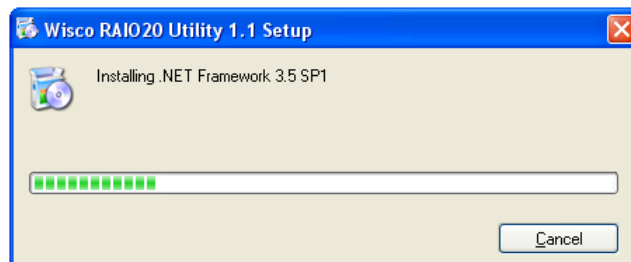 Wisco RAIO20 Utility 1.1 Setup
Installing .NET Framework 3.5 SP1
Cancel